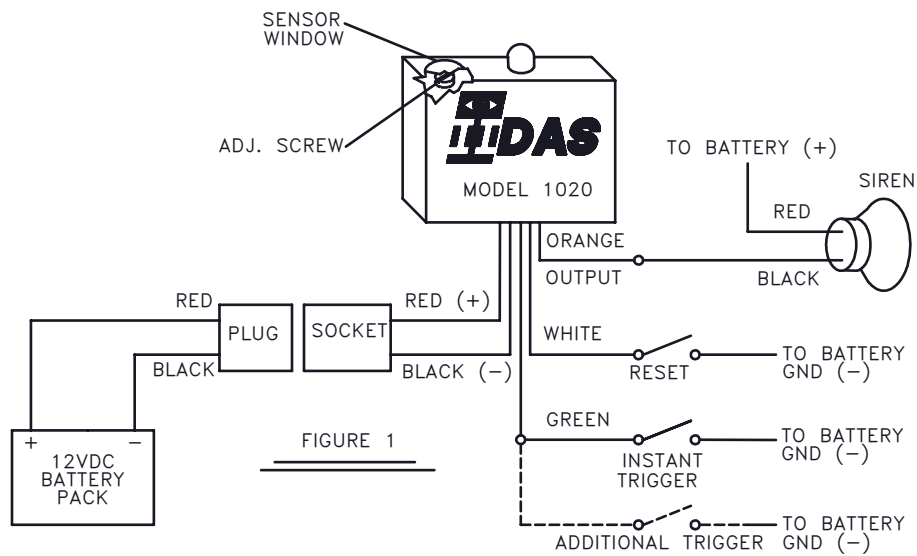 SENSOR
WINDOW
ADJ. SCREW
DAS
MODEL 1020
TO BATTERY (+)
SIREN
RED
BLACK
ORANGE
OUTPUT
RED
PLUG
BLACK
SOCKET
RED (+)
BLACK (-)
WHITE
RESET
TO BATTERY
GND (-)
GREEN
INSTANT
TRIGGER
TO BATTERY
GND (-)
ADDITIONAL TRIGGER
TO BATTERY
GND (-)
+ -
12VDC
BATTERY
PACK
FIGURE 1